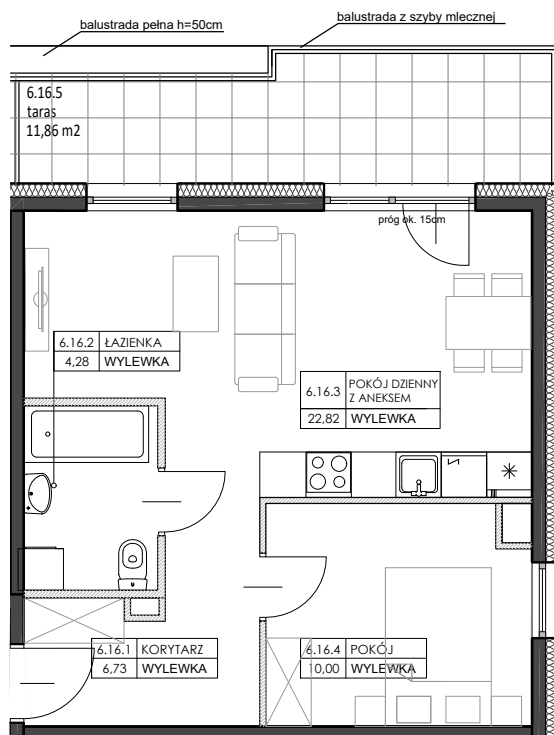 balustrada pełna h=50cm
balustrada z szyby mlecznej
6.16.5
taras
11,86 m2
próg ok. 15cm
6.16.2 ŁAZIENKA
4,28 WYLEWKA
6.16.3 POKÓJ DZIENNY
Z ANEKSEM
22,82 WYLEWKA
6.16.1 KORYTARZ
6,73 WYLEWKA
6.16.4 POKÓJ
10,00 WYLEWKA